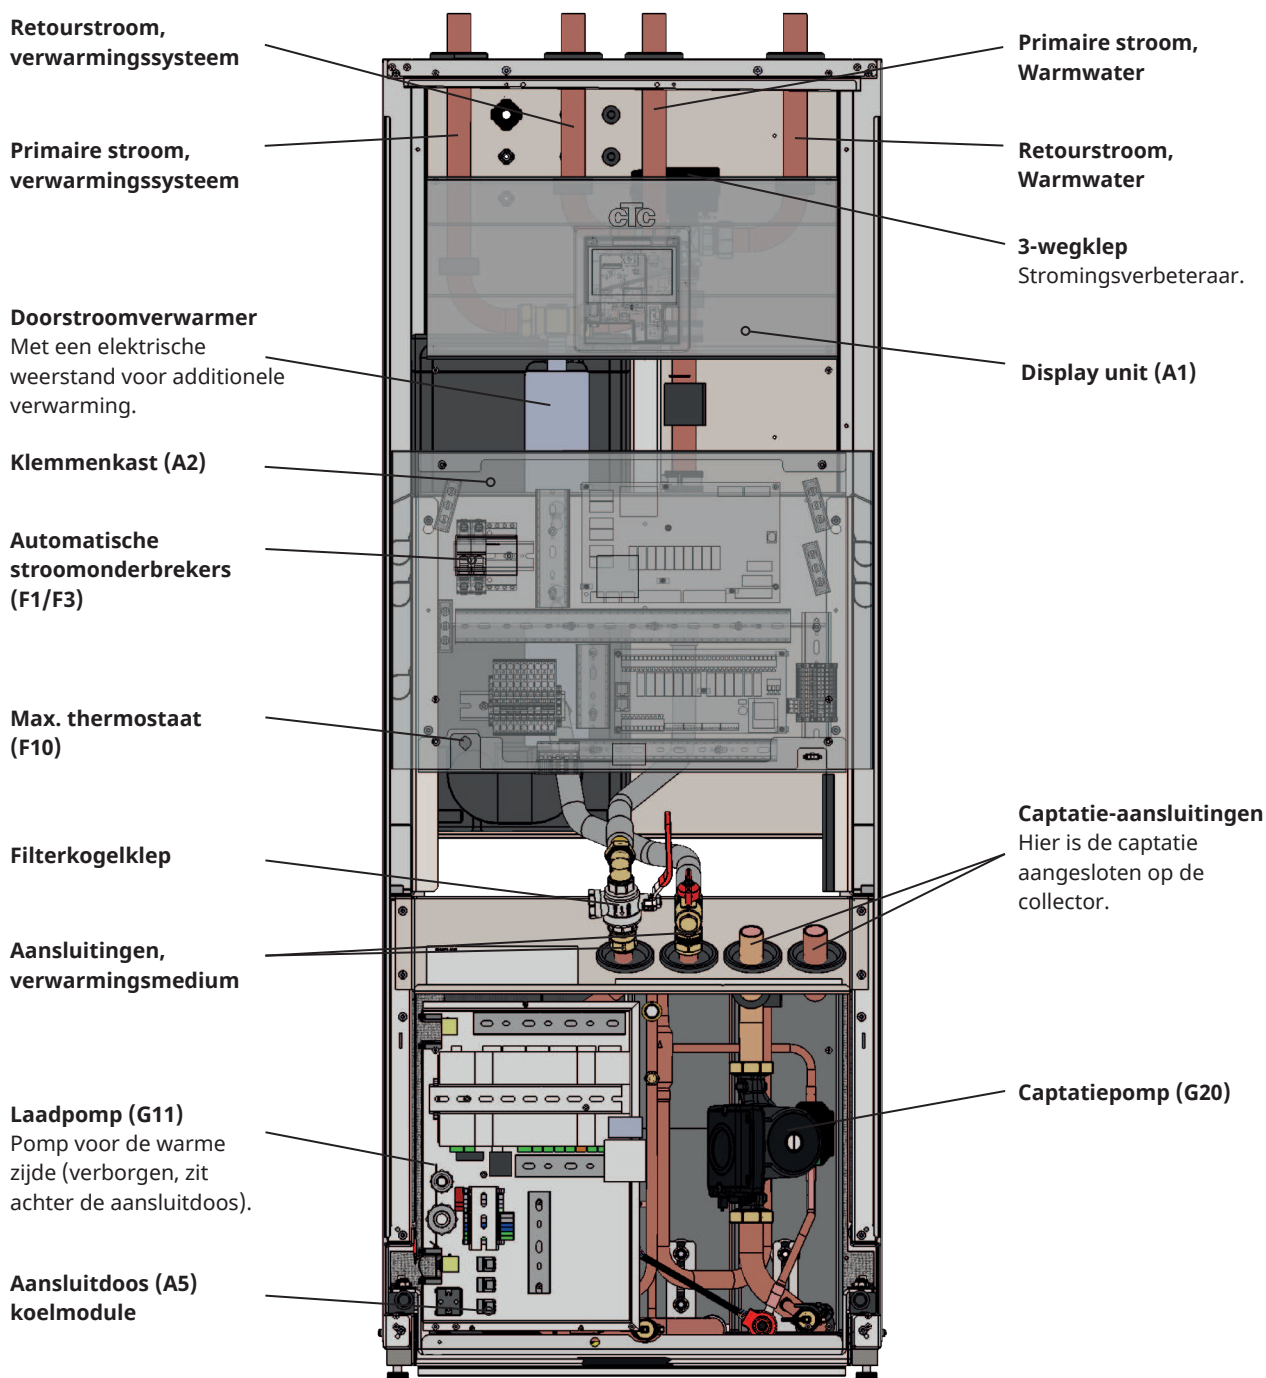 Retourstroom,
verwarmingssysteem
Primaire stroom,
verwarmingssysteem
Doorstroomverwarmer
Met een elektrische
weerstand voor additionele
verwarming.
Klemmenkast (A2)
Automatische
stroomonderbrekers
(F1/F3)
Max. thermostaat
(F10)
Filterkogelklep
Aansluitingen,
verwarmingsmedium
Laadpomp (G11)
Pomp voor de warme
zijde (verborgen, zit
achter de aansluitdoos).
Aansluitdoos (A5)
koelmodule
cTc
Primaire stroom,
Warmwater
Retourstroom,
Warmwater
3-wegklep
Stromingsverbeteraar.
Display unit (A1)
Captatie-aansluitingen
Hier is de captatie
aangesloten op de
collector.
Captatiepomp (G20)